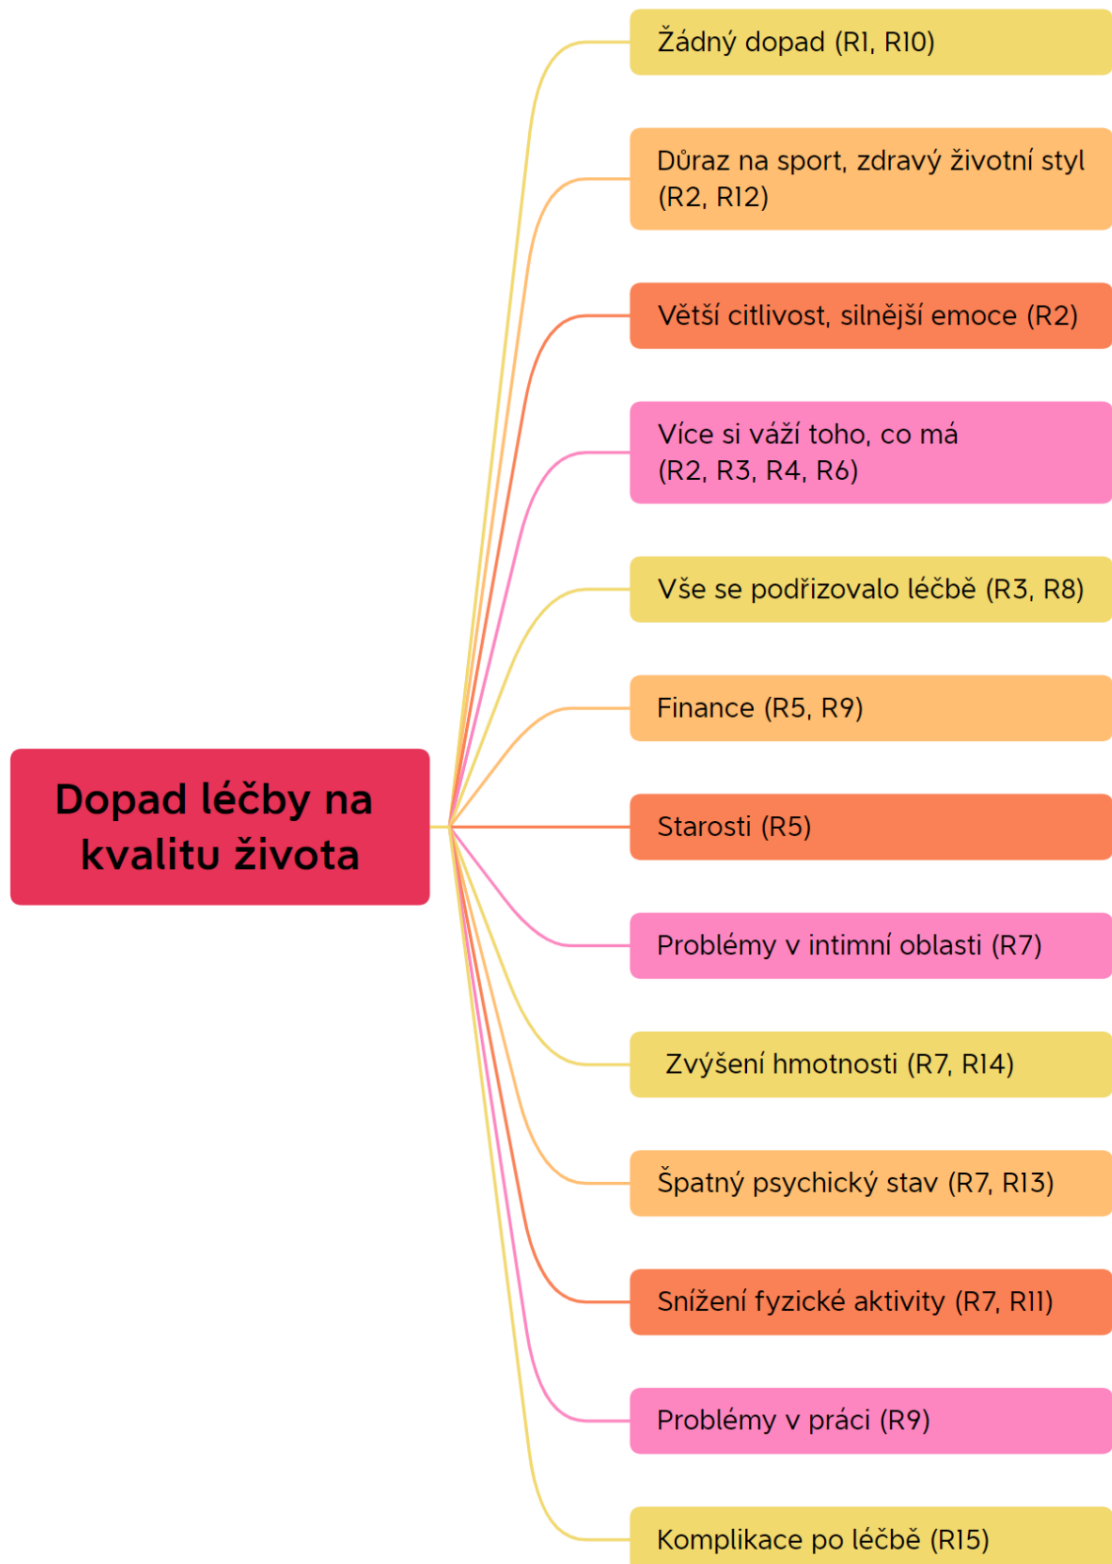 Žádný dopad (R1, R10)
Důraz na sport, zdravý životní styl
(R2, R12)
Větší citlivost, silnější emoce (R2)
Více si váží toho, co má
(R2, R3, R4, R6)
Vše se podřizovalo léčbě (R3, R8)
Finance (R5, R9)
Dopad léčby na
kvalitu života
Starosti (R5)
Problémy v intimní oblasti (R7)
Zvýšení hmotnosti (R7, R14)
Špatný psychický stav (R7, R13)
Snížení fyzické aktivity (R7, R11)
Problémy v práci (R9)
Komplikace po léčbě (R15)